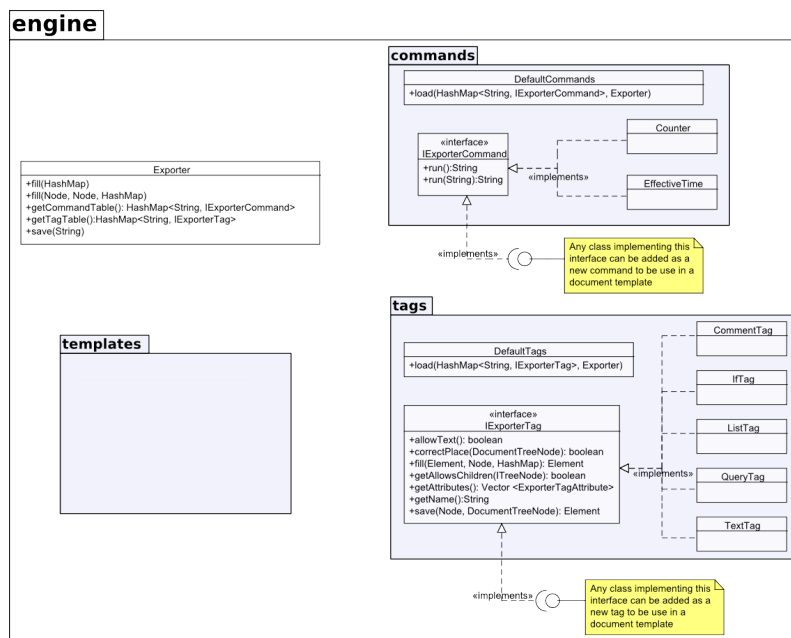 engine
commands
DefaultCommands
+load(HashMap<String, IExporterCommand>, Exporter)
«interface»
IExporterCommand
+run():String
+run(String):String
Counter
EffectiveTime
«implements»
«implements»
Any class implementing this
interface can be added as a
new command to be use in a
document template
Exporter
+fill(HashMap)
+fill(Node, Node, HashMap)
+getCommandTable(): HashMap<String, IExporterCommand>
+getTagTable():HashMap<String, IExporterTag>
+save(String)
templates
tags
DefaultTags
+load(HashMap<String, IExporterTag>, Exporter)
«interface»
IExporterTag
+allowText(): boolean
+correctPlace(DocumentTreeNode): boolean
+fill(Element, Node, HashMap): Element
+getAllowsChildren(ITreeNode): boolean
+getAttributes(): Vector <ExporterTagAttribute>
+getName():String
+save(Node, DocumentTreeNode): Element
«implements»
CommentTag
IfTag
ListTag
QueryTag
TextTag
«implements»
Any class implementing this
interface can be added as a
new tag to be use in a
document template